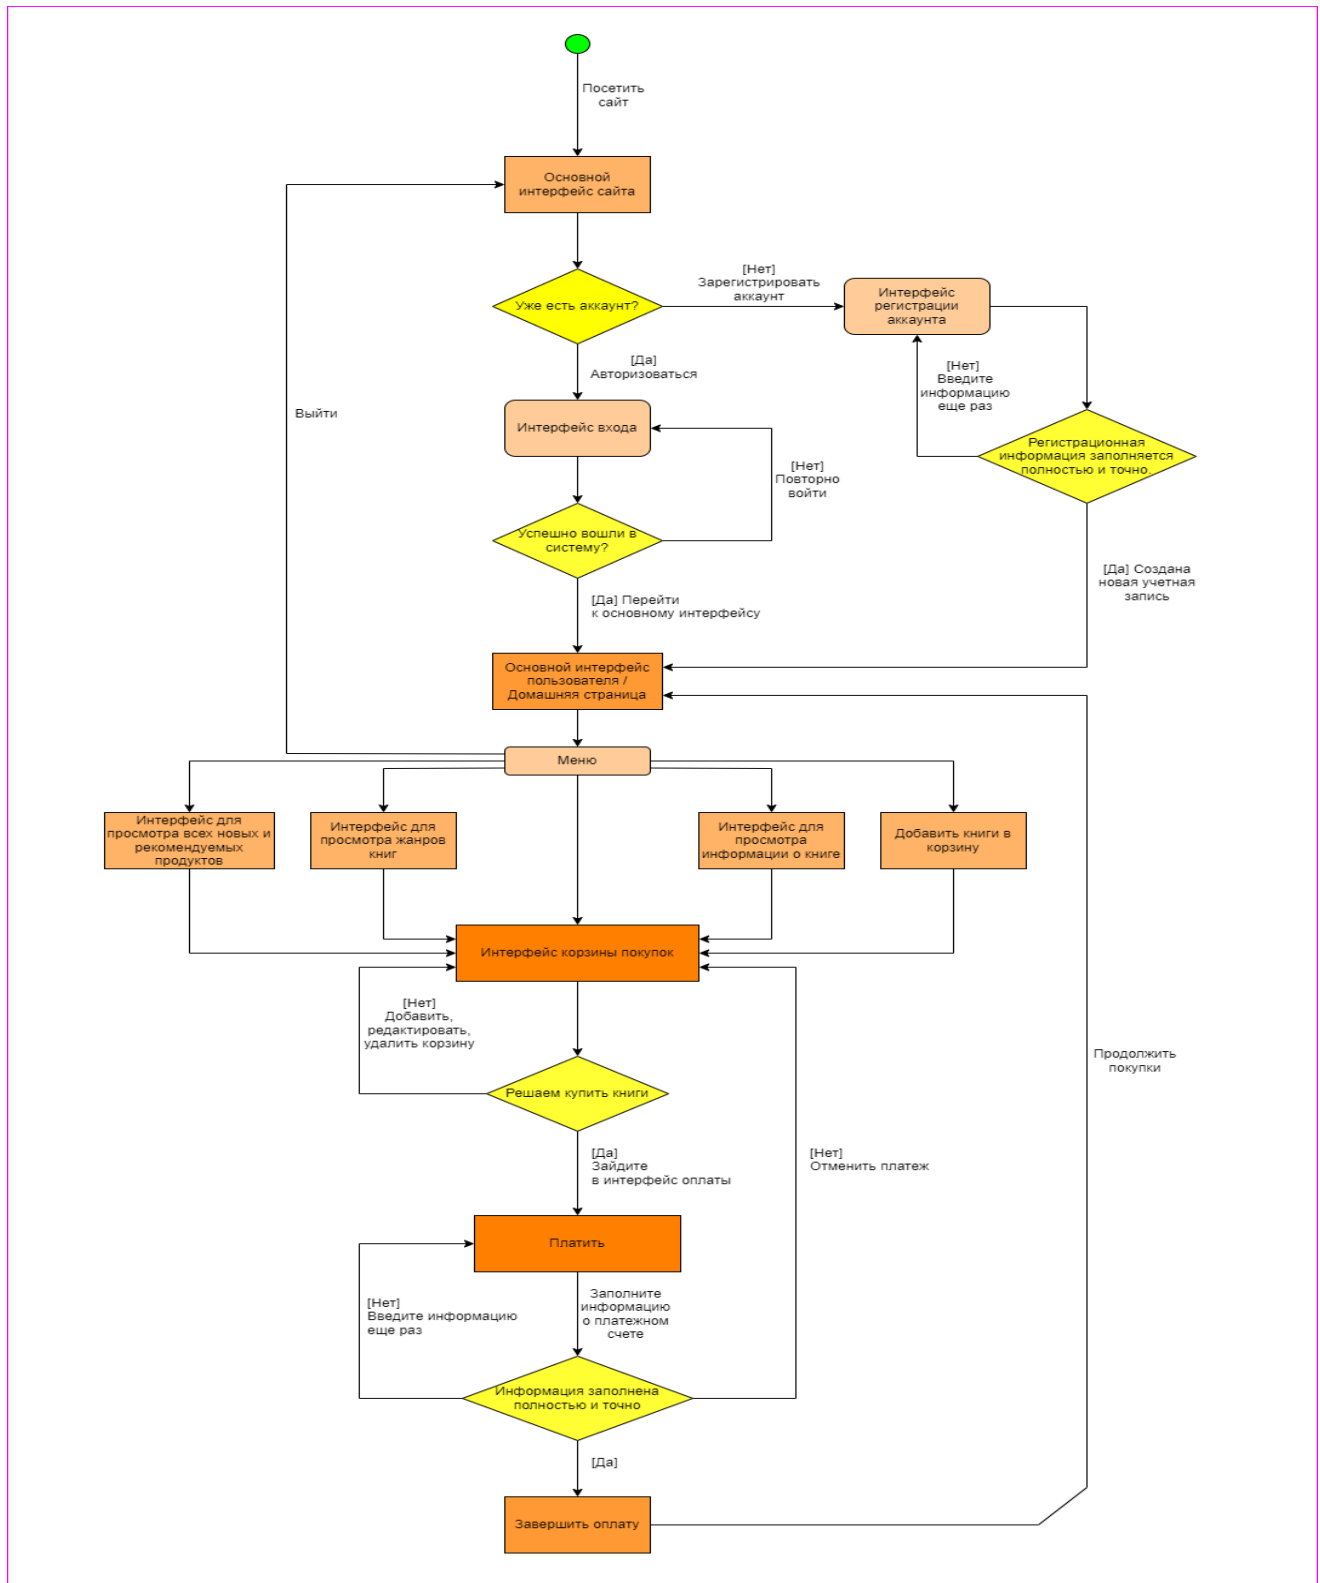 Посетить
сайт
Основной
интерфейс сайта
[Нет]
Зарегистрировать
аккаунт
Интерфейс
регистрации
аккаунта
Уже есть аккаунт?
[Да]
Авторизоваться
[Нет]
Введите
информацию
еще раз
Выйти
Интерфейс входа
Регистрационная
информация заполняется
полностью и точно.
[Нет]
Повторно
войти
Успешно вошли в
систему?
[Да] Создана
новая учетная
запись
[Да] Перейти
к основному интерфейсу
Основной интерфейс
пользователя /
Домашняя страница
Меню
Интерфейс для
просмотра всех новых и
рекомендуемых
продуктов
Интерфейс для
просмотра жанров
книг
Интерфейс для
просмотра
информации о книге
Добавить книги в
корзину
Интерфейс корзины покупок
[Нет]
Добавить,
редактировать,
удалить корзину
Продолжить
покупки
Решаем купить книги
[Да]
Зайдите
в интерфейс оплаты
[Нет]
Отменить платеж
Платить
[Нет]
Введите информацию
еще раз
Заполните
информацию
о платежном
счете
Информация заполнена
полностью и точно
[Да]
Завершить оплату